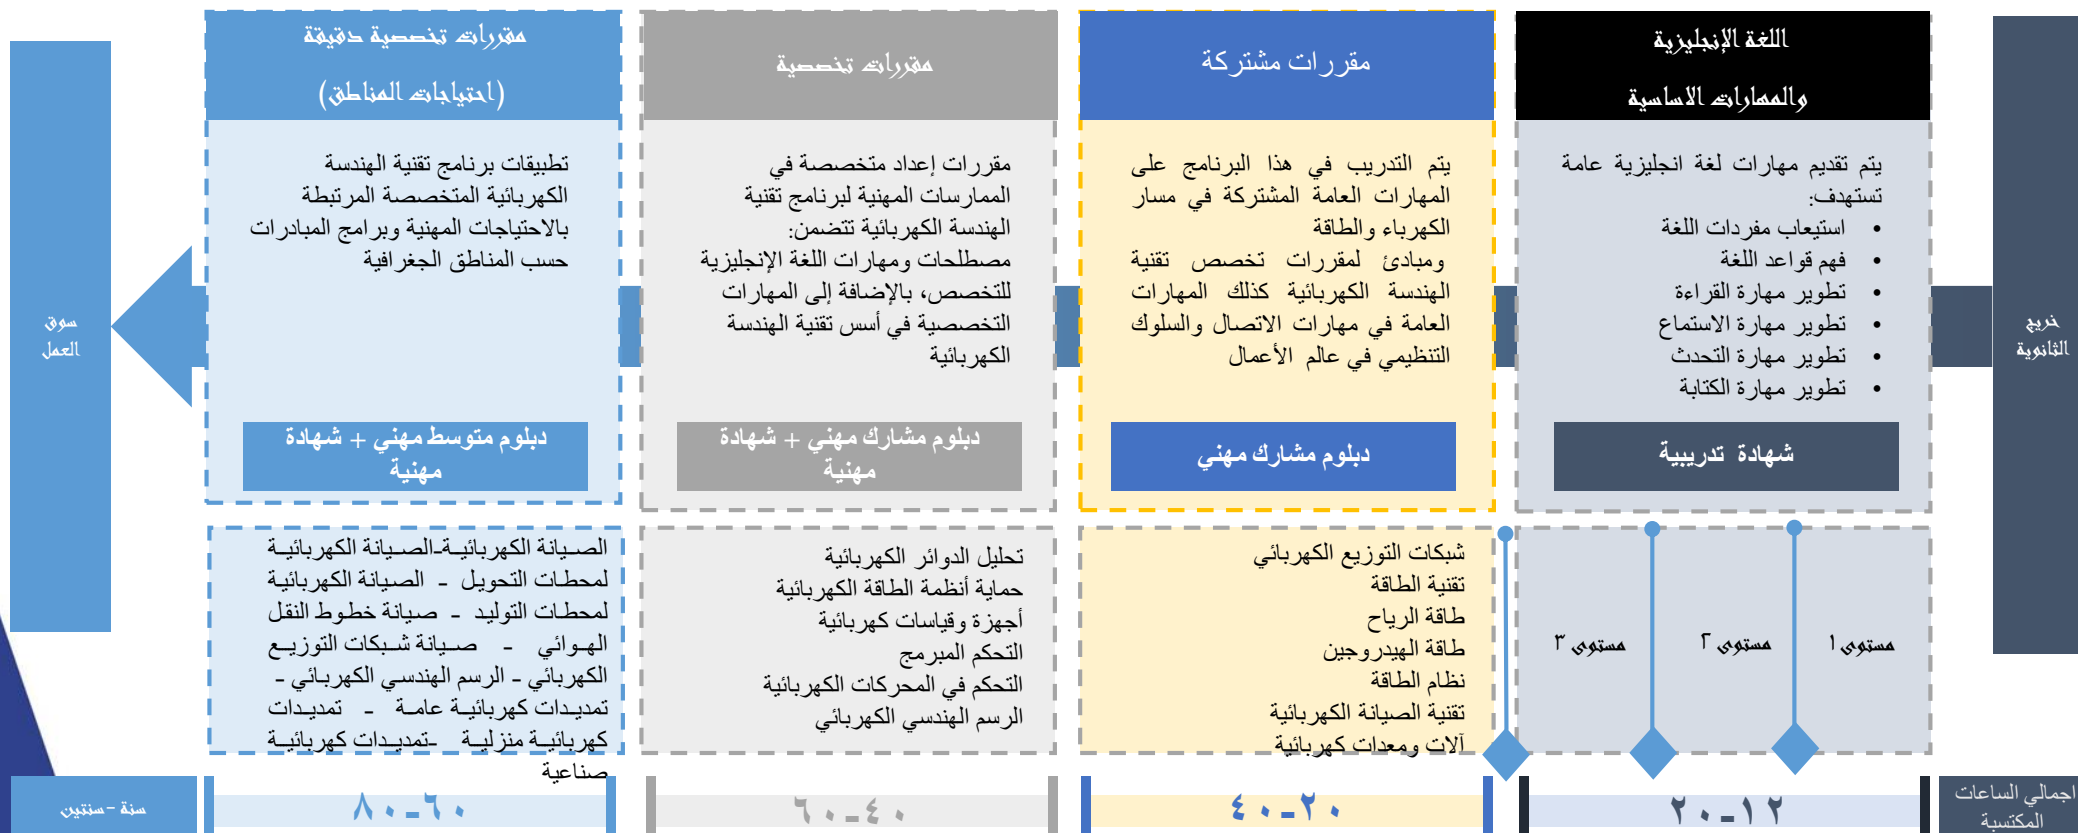 خريج
الثانوية
اللغة الإنجليزية
والمهارات الاساسية
يتم تقديم مهارات لغة انجليزية عامة
تستهدف:
• استيعاب مفردات اللغة
• فهم قواعد اللغة
• تطوير مهارة القراءة
• تطوير مهارة الاستماع
• تطوير مهارة التحدث
• تطوير مهارة الكتابة
شهادة تدريبية
مستوى ١
مستوى ٢
مستوى ٣
مقررات مشتركة
يتم التدريب في هذا البرنامج على
المهارات العامة المشتركة في مسار
الكهرباء والطاقة
ومبادئ لمقررات تخصص تقنية
الهندسة الكهربائية كذلك المهارات
العامة في مهارات الاتصال والسلوك
التنظيمي في عالم الأعمال
دبلوم مشارك مهني
شبكات التوزيع الكهربائي
تقنية الطاقة
طاقة الرياح
طاقة الهيدروجين
نظام الطاقة
تقنية الصيانة الكهربائية
آلات ومعدات كهربائية
مقررات تخصصية
مقررات إعداد متخصصة في
الممارسات المهنية لبرنامج تقنية
الهندسة الكهربائية تتضمن:
مصطلحات ومهارات اللغة الإنجليزية
للتخصص، بالإضافة إلى المهارات
التخصصية في أسس تقنية الهندسة
الكهربائية
دبلوم مشارك مهني + شهادة
مهنية
تحليل الدوائر الكهربائية
حماية أنظمة الطاقة الكهربائية
أجهزة وقياسات كهربائية
التحكم المبرمج
التحكم في المحركات الكهربائية
الرسم الهندسي الكهربائي
مقررات تخصصية دقيقة
(احتياجات المناطق)
تطبيقات برنامج تقنية الهندسة
الكهربائية المتخصصة المرتبطة
بالاحتياجات المهنية وبرامج المبادرات
حسب المناطق الجغرافية
دبلوم متوسط مهني + شهادة
مهنية
الصيانة الكهربائية-الصيانة الكهربائية
لمحطات التحويل - الصيانة الكهربائية
لمحطات التوليد - صيانة خطوط النقل
الهوائي - صيانة شبكات التوزيع
الكهربائي - الرسم الهندسي الكهربائي -
تمديدات كهربائية عامة - تمديدات
كهربائية منزلية -تمديدات كهربائية
صناعية
سوق
العمل
اجمالي الساعات
المكتسبة
١٢-٢٠
٢٠-٤٠
٤٠-٦٠
٦٠-٨٠
سنة -سنتين